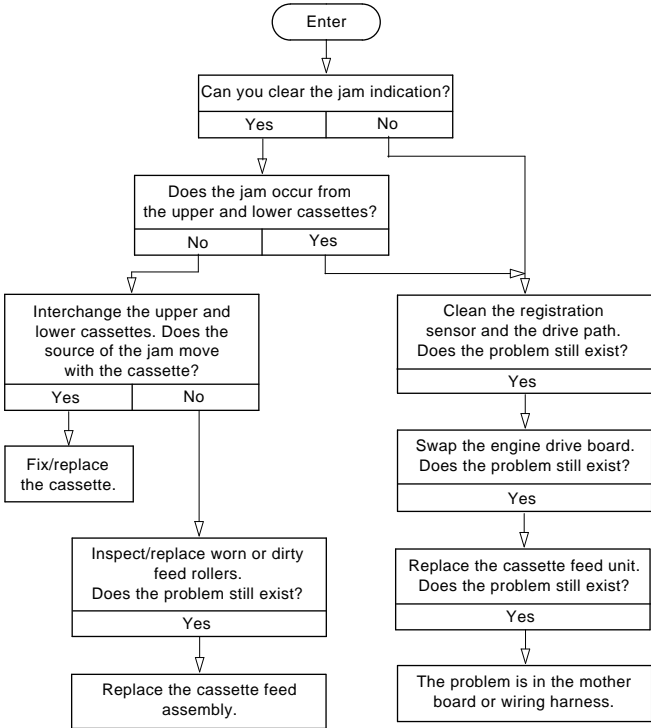 Enter
Can you clear the jam indication?
Yes
No
Does the jam occur from
the upper and lower cassettes?
No
Yes
Interchange the upper and
lower cassettes. Does the
source of the jam move
with the cassette?
Yes
No
Fix/replace
the cassette.
Inspect/replace worn or dirty
feed rollers.
Does the problem still exist?
Yes
Replace the cassette feed
assembly.
Clean the registration
sensor and the drive path.
Does the problem still exist?
Yes
Swap the engine drive board.
Does the problem still exist?
Yes
Replace the cassette feed unit.
Does the problem still exist?
Yes
The problem is in the mother
board or wiring harness.